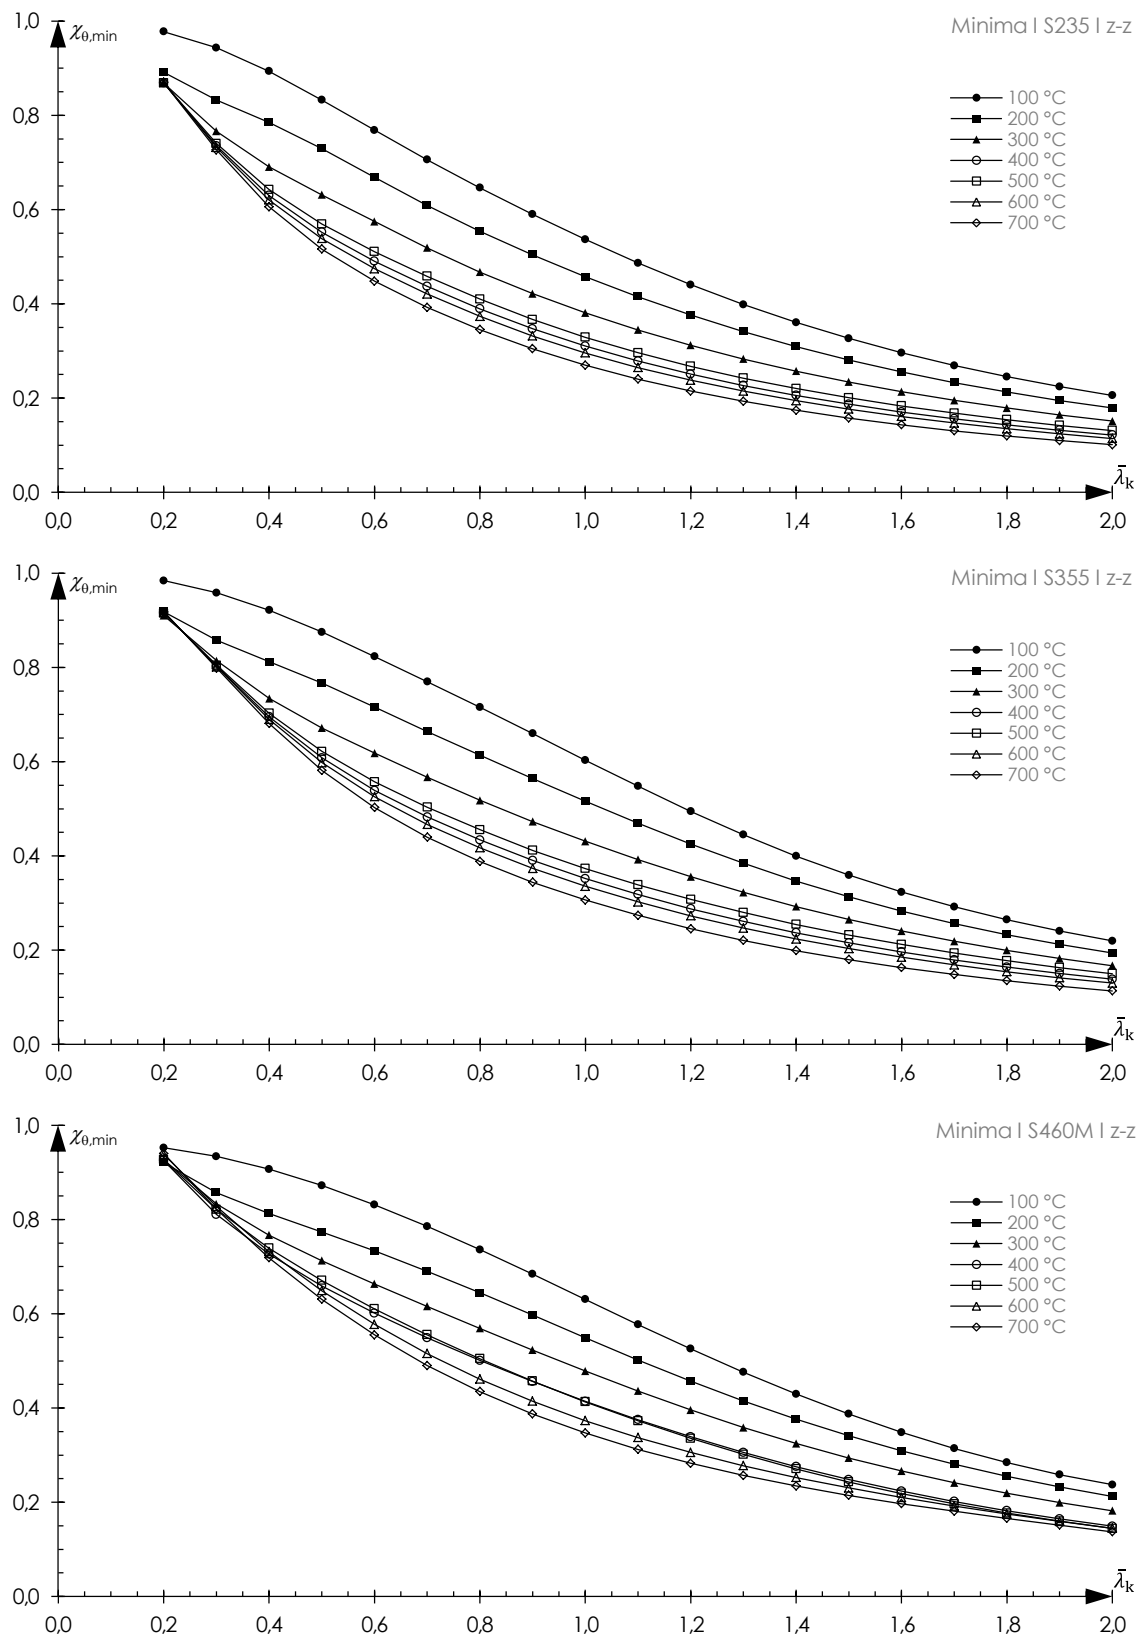 1,0
χθ,min
Minima | S235 | z-z
100 °C
0,8
200 °C
300 °C
400 °C
500 °C
0,6
600 °C
700 °C
0,4
0,2
λ̄k
0,0
0,0 0,2 0,4 0,6 0,8 1,0 1,2 1,4 1,6 1,8 2,0
1,0
χθ,min
Minima | S355 | z-z
100 °C
0,8
200 °C
300 °C
400 °C
500 °C
0,6
600 °C
700 °C
0,4
0,2
λ̄k
0,0
0,0 0,2 0,4 0,6 0,8 1,0 1,2 1,4 1,6 1,8 2,0
1,0
χθ,min
Minima | S460M | z-z
100 °C
0,8
200 °C
300 °C
400 °C
500 °C
0,6
600 °C
700 °C
0,4
0,2
λ̄k
0,0
0,0 0,2 0,4 0,6 0,8 1,0 1,2 1,4 1,6 1,8 2,0